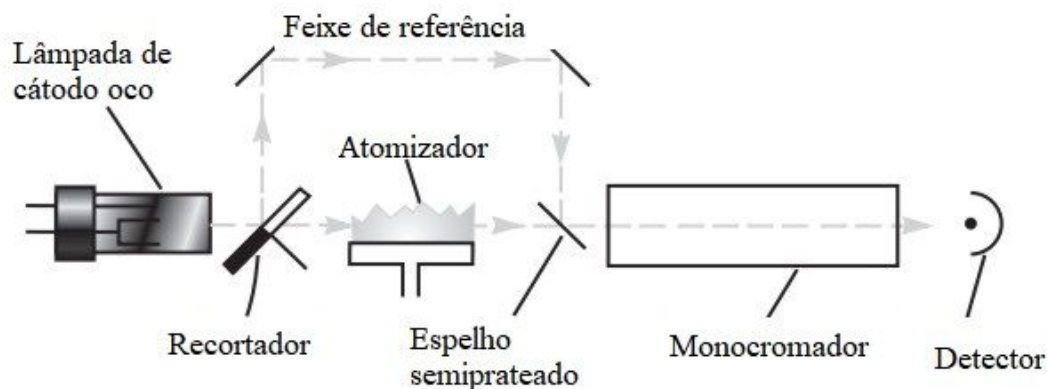 Feixe de referência
Lâmpada de
cátodo oco
Atomizador
Recortador
Espelho
semiprateado
Monocromador
Detector